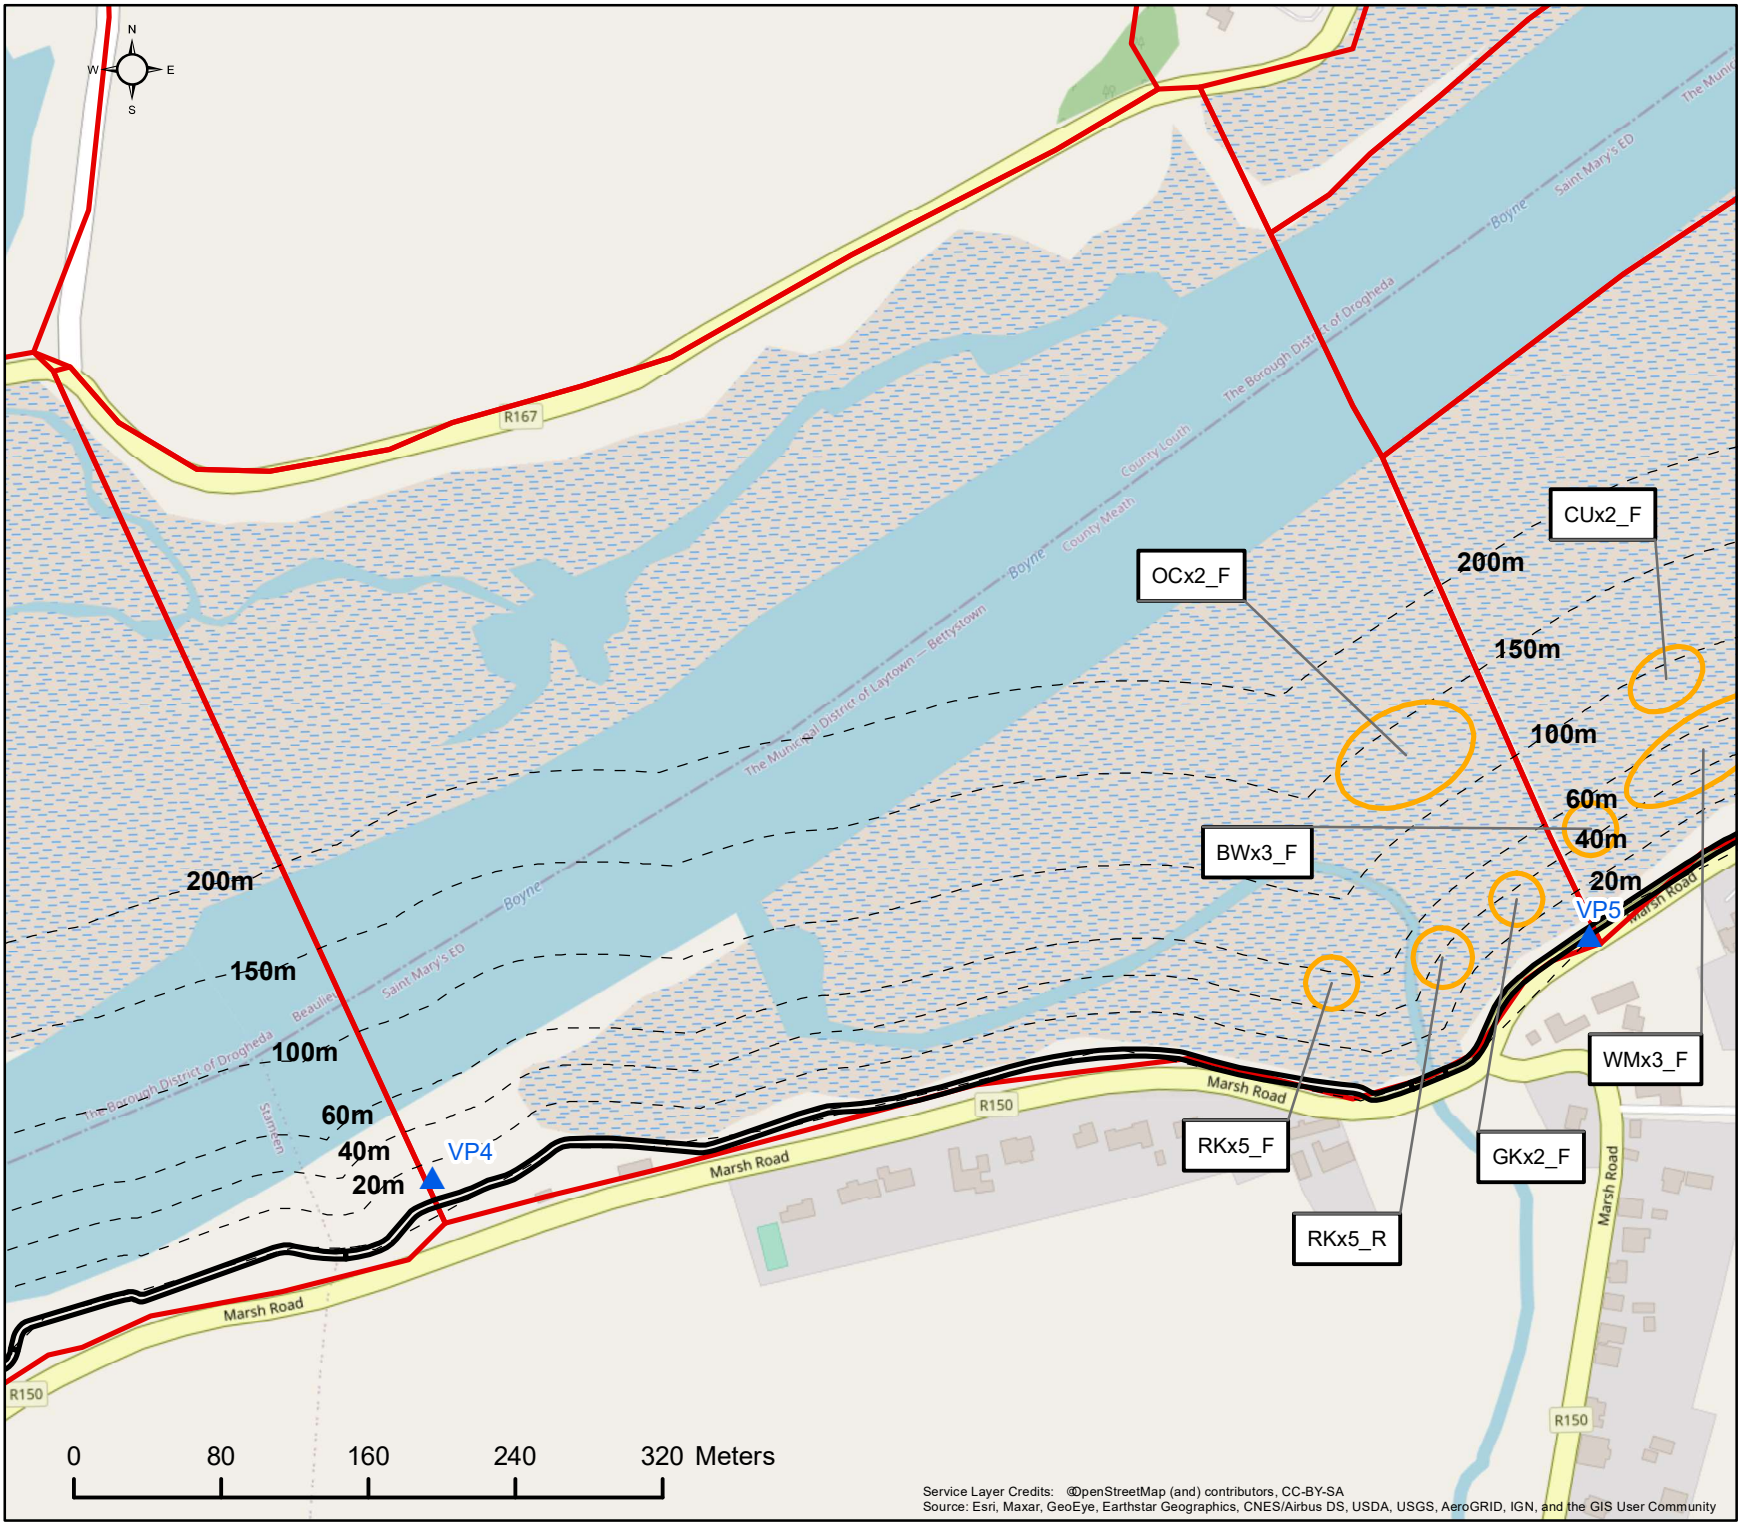 N
W
E
S
The Munic
Saint Mary's ED
Boyne
The Borough District of Drogheda
R167
County Louth
County Meath
CUx2_F
Boyne
200m
OCx2_F
The Municipal District of Laytown — Bettystown
150m
100m
60m
BWx3_F
40m
200m
20m
Boyne
Marsh Road
VP5
150m
Saint Mary's ED
Beaulieu
The Borough District of Drogheda
100m
WMx3_F
Marsh Road
R150
60m
Stameen
40m
VP4
RKx5_F
GKx2_F
Marsh Road
20m
Marsh Road
RKx5_R
Marsh Road
R150
R150
0 80 160 240 320 Meters
Service Layer Credits: ©OpenStreetMap (and) contributors, CC-BY-SA
Source: Esri, Maxar, GeoEye, Earthstar Geographics, CNES/Airbus DS, USDA, USGS, AeroGRID, IGN, and the GIS User Community